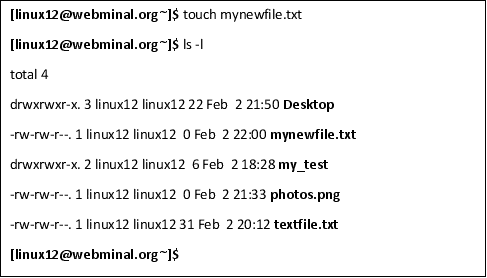 [linux12@webminal.org~]$ touch mynewfile.txt
[linux12@webminal.org~]$ ls -l
total 4
drwxrwxr-x. 3 linux12 linux12 22 Feb  2 21:50 Desktop
-rw-rw-r--. 1 linux12 linux12  0 Feb  2 22:00 mynewfile.txt
drwxrwxr-x. 2 linux12 linux12  6 Feb  2 18:28 my_test
-rw-rw-r--. 1 linux12 linux12  0 Feb  2 21:33 photos.png
-rw-rw-r--. 1 linux12 linux12 31 Feb  2 20:12 textfile.txt
[linux12@webminal.org~]$